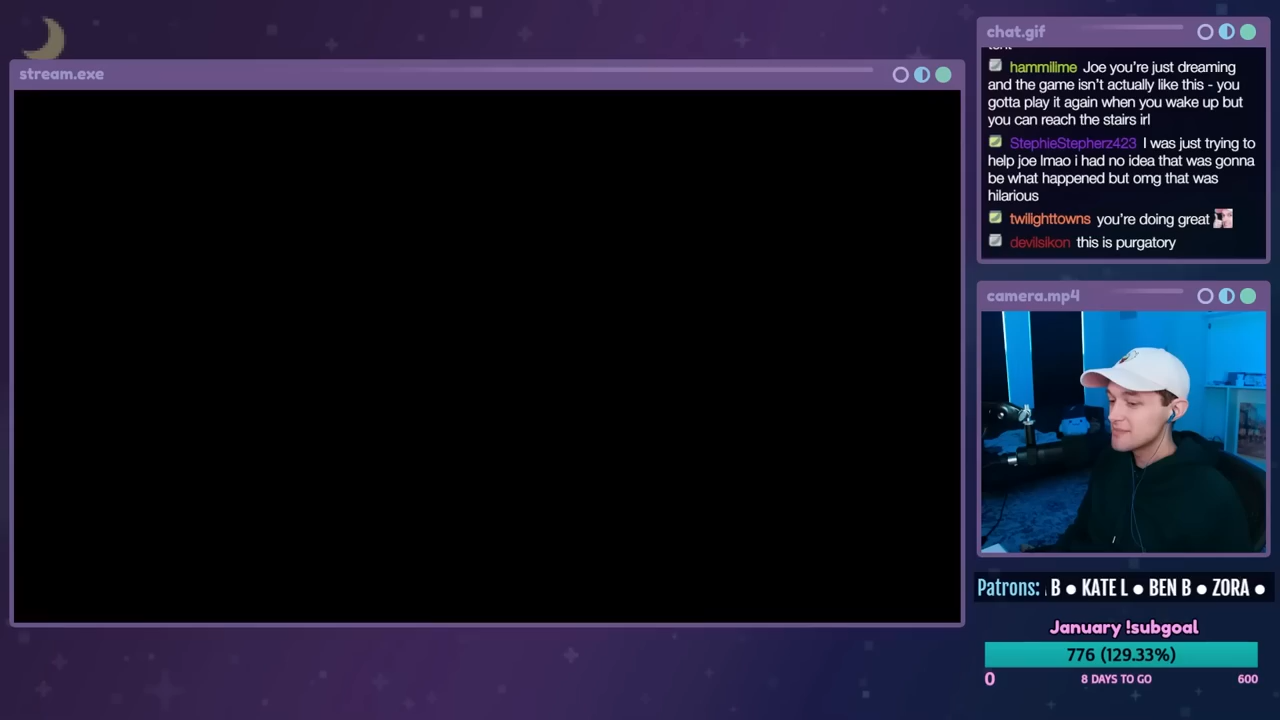 stream.exe
chat.gif
hammilime Joe you're just dreaming
and the game isn't actually like this - you
gotta play it again when you wake up but
you can reach the stairs irl
StephieStepherz423 I was just trying to
help joe lmao i had no idea that was gonna
be what happened but omg that was
hilarious
twilighttowns you're doing great
devilsikon this is purgatory
camera.mp4
Patrons: B ● KATE L ● BEN B ● ZORA ●
January !subgoal
776 (129.33%)
0 8 DAYS TO GO 600